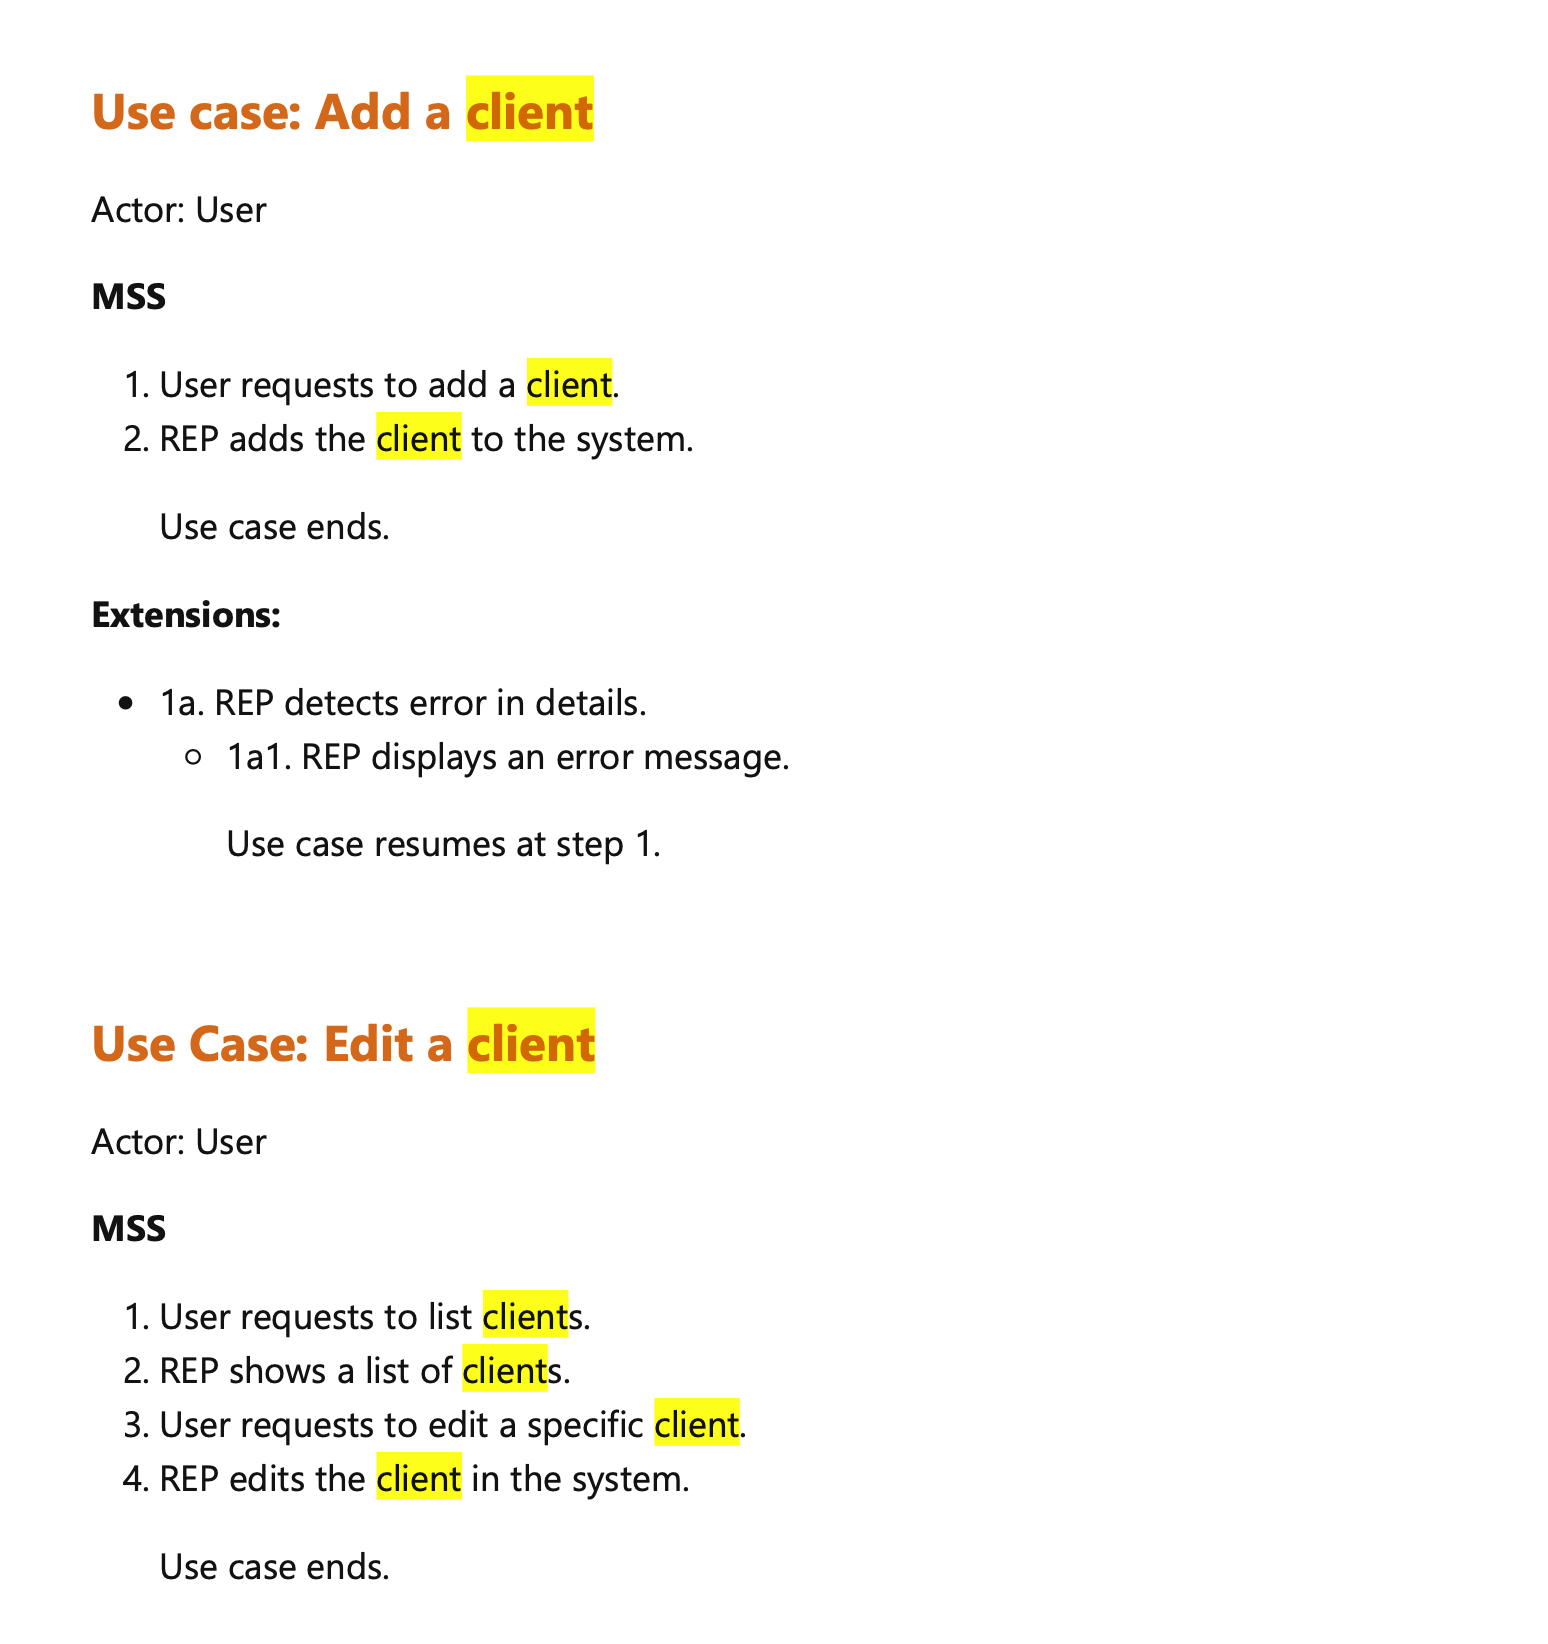 Use case: Add a client
Actor: User
MSS
1. User requests to add a client.
2. REP adds the client to the system.
Use case ends.
Extensions:
• 1a. REP detects error in details.
○ 1a1. REP displays an error message.
Use case resumes at step 1.
Use Case: Edit a client
Actor: User
MSS
1. User requests to list clients.
2. REP shows a list of clients.
3. User requests to edit a specific client.
4. REP edits the client in the system.
Use case ends.